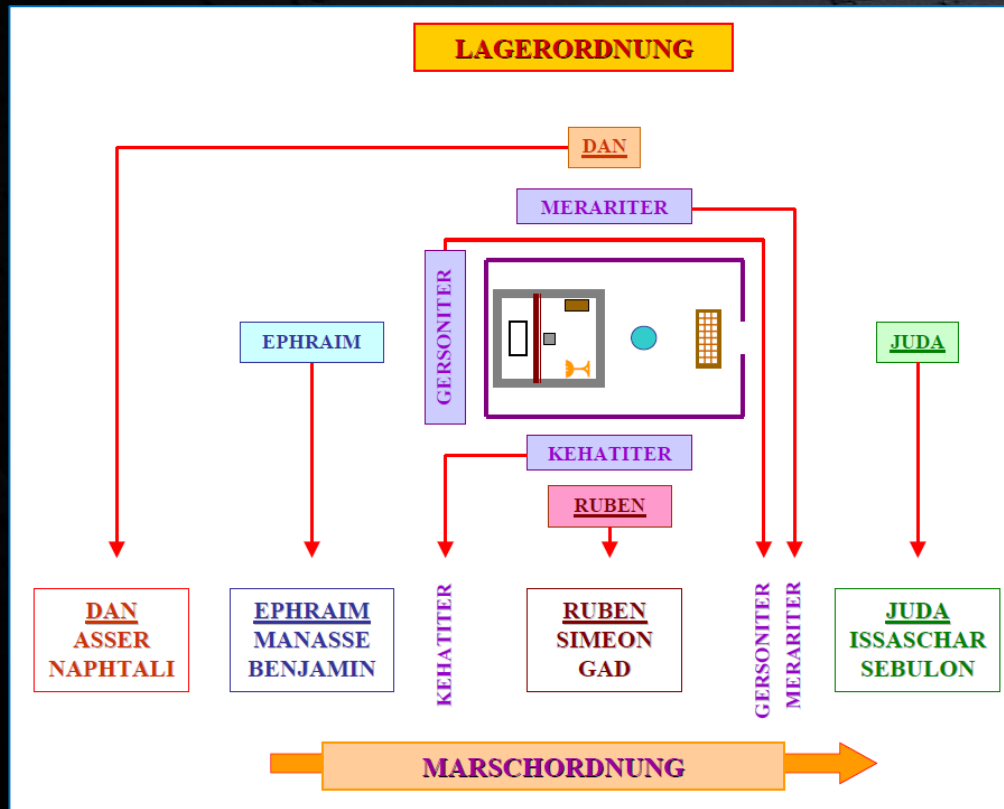 LAGERORDNUNG
DAN
MERARITER
GERSONITER
EPHRAIM
JUDA
KEHATITER
RUBEN
DAN
ASSER
NAPHTALI
EPHRAIM
MANASSE
BENJAMIN
KEHATITER
RUBEN
SIMEON
GAD
GERSONITER
MERARITER
JUDA
ISSASCHAR
SEBULON
MARSCHORDNUNG